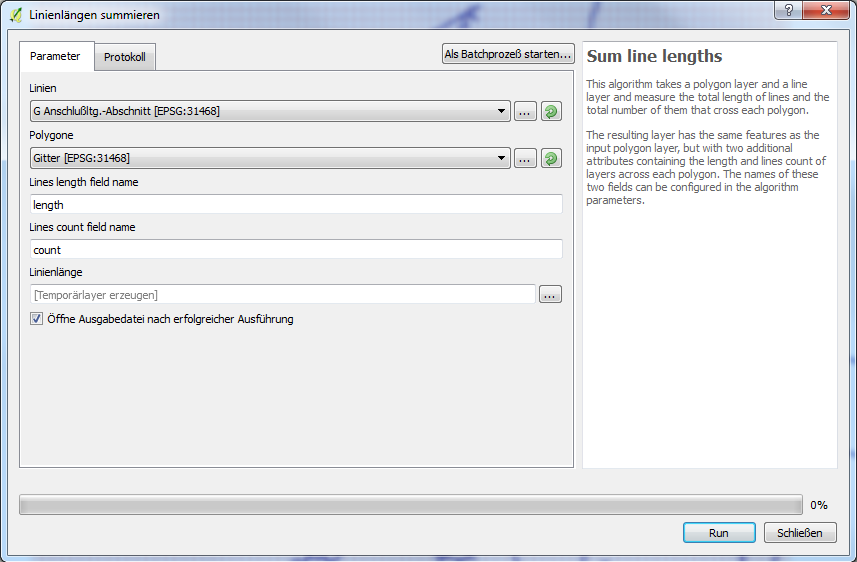 Linienlängen summieren
Parameter
Protokoll
Als Batchprozeß starten...
Linien
G Anschlußltg.-Abschnitt [EPSG:31468]
...
Polygone
Gitter [EPSG:31468]
...
Lines length field name
length
Lines count field name
count
Linienlänge
[Temporärlayer erzeugen]
...
Öffne Ausgabedatei nach erfolgreicher Ausführung
Sum line lengths
This algorithm takes a polygon layer and a line
layer and measure the total length of lines and the
total number of them that cross each polygon.
The resulting layer has the same features as the
input polygon layer, but with two additional
attributes containing the length and lines count of
layers across each polygon. The names of these
two fields can be configured in the algorithm
parameters.
0%
Run
Schließen